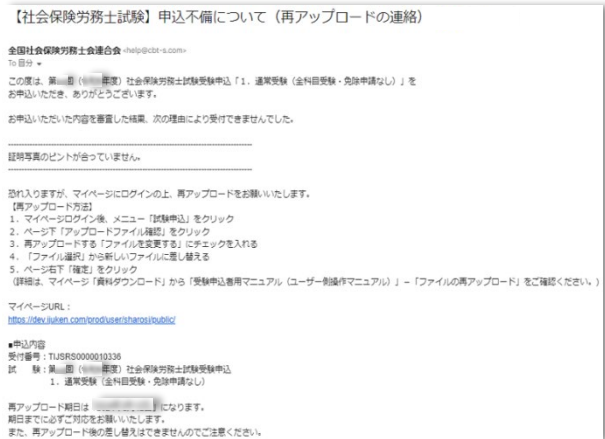 【社会保険労務士試験】申込不備について（再アップロードの連絡）
全国社会保険労務士会連合会 <help@cbt-s.com>
To 自分
この度は、第 回（ 年度）社会保険労務士試験受験申込「１．通常受験（全科目受験・免除申請なし）」を
お申込いただき、ありがとうございます。
お申込いただいた内容を審査した結果、次の理由により受付できませんでした。
------------------------------------------------------------
証明写真のピントが合っていません。
------------------------------------------------------------
恐れ入りますが、マイページにログインの上、再アップロードをお願いいたします。
【再アップロード方法】
１．マイページログイン後、メニュー「試験申込」をクリック
２．ページ下「アップロードファイル確認」をクリック
３．再アップロードする「ファイルを変更する」にチェックを入れる
４．「ファイル選択」から新しいファイルに差し替える
５．ページ右下「確定」をクリック
（詳細は、マイページ「資料ダウンロード」から「受験申込者用マニュアル（ユーザー側操作マニュアル）」－「ファイルの再アップロード」をご確認ください。）
マイページURL：
https://dev.ijuken.com/prod/user/sharosi/public/
■申込内容
受付番号：TIJSRS0000010336
試　　験：第 回（ 年度）社会保険労務士試験受験申込
１．通常受験（全科目受験・免除申請なし）
再アップロード期日は になります。
期日までに必ずご対応をお願いいたします。
また、再アップロード後の差し替えはできませんのでご注意ください。